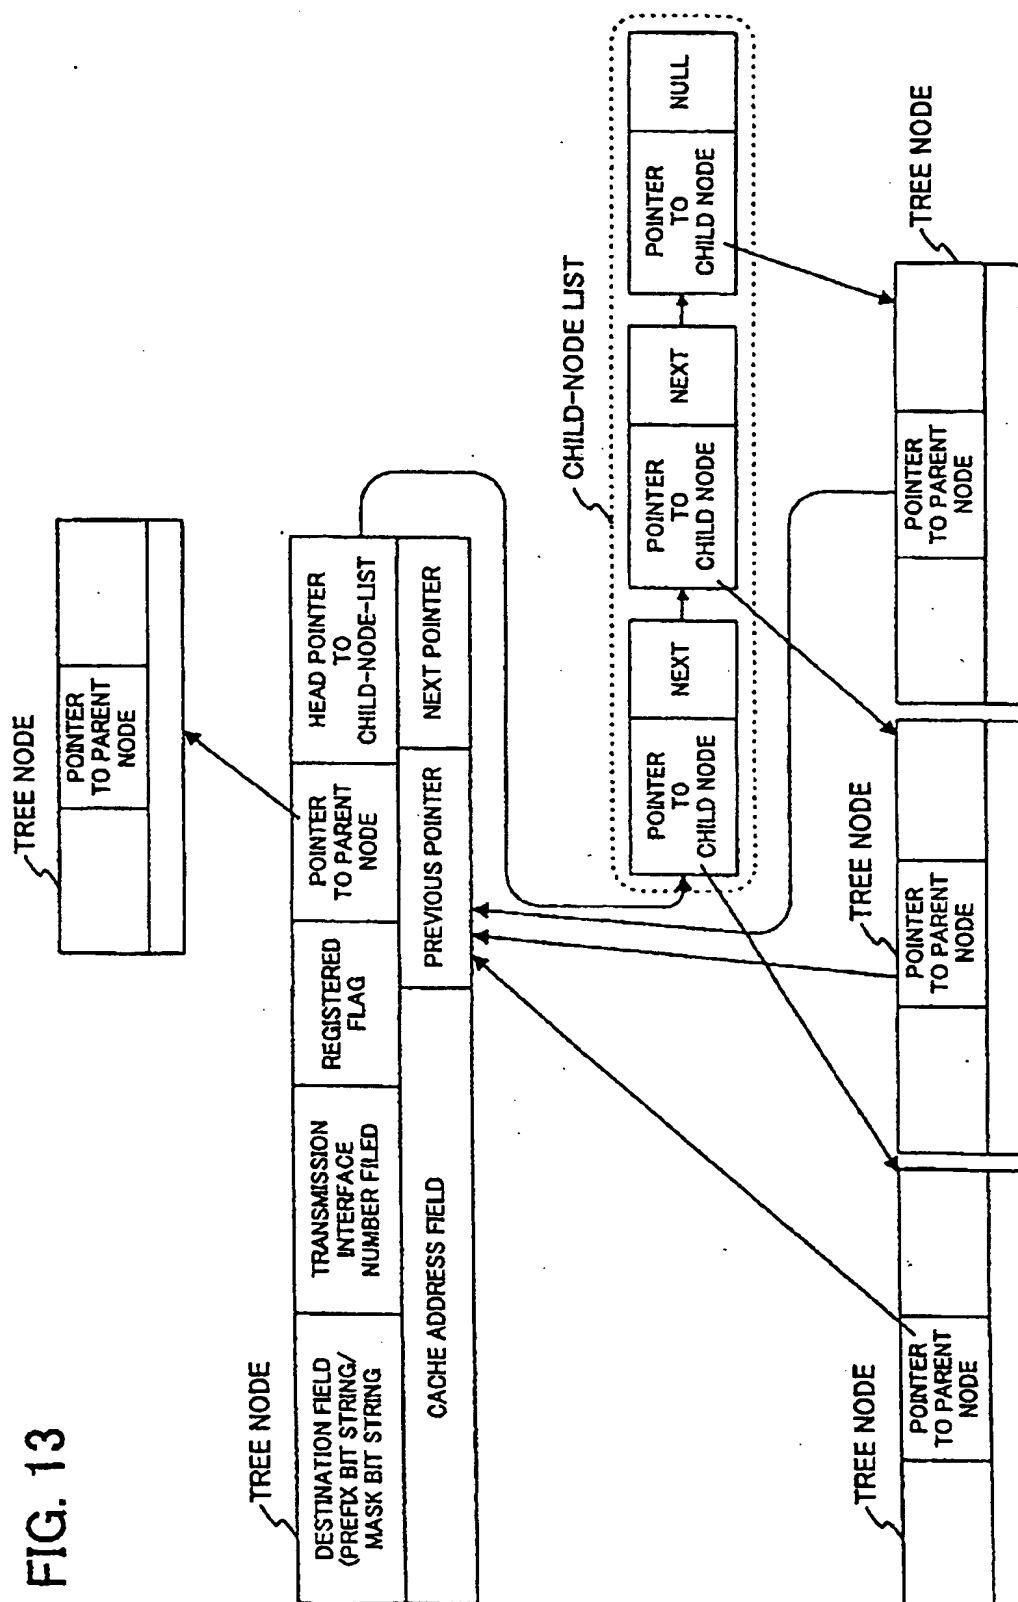 FIG. 13
TREE NODE
POINTER
TO PARENT
NODE
TREE NODE
DESTINATION FIELD
(PREFIX BIT STRING/
MASK BIT STRING
TRANSMISSION
INTERFACE
NUMBER FILED
REGISTERED
FLAG
POINTER
TO PARENT
NODE
HEAD POINTER
TO
CHILD-NODE-LIST
CACHE ADDRESS FIELD
PREVIOUS POINTER
NEXT POINTER
CHILD-NODE LIST
POINTER
TO
CHILD NODE
NEXT
POINTER
TO
CHILD NODE
NEXT
POINTER
TO
CHILD NODE
NULL
TREE NODE
POINTER
TO PARENT
NODE
TREE NODE
POINTER
TO PARENT
NODE
TREE NODE
POINTER
TO PARENT
NODE